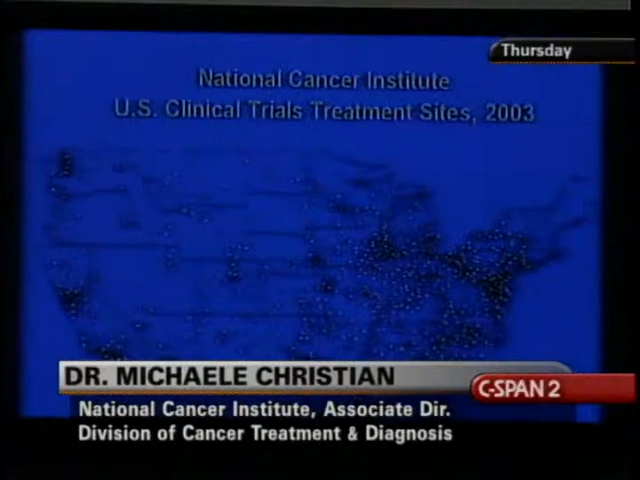 Thursday
National Cancer Institute
U.S. Clinical Trials Treatment Sites, 2003
DR. MICHAELE CHRISTIAN
C-SPAN 2
National Cancer Institute, Associate Dir.
Division of Cancer Treatment & Diagnosis